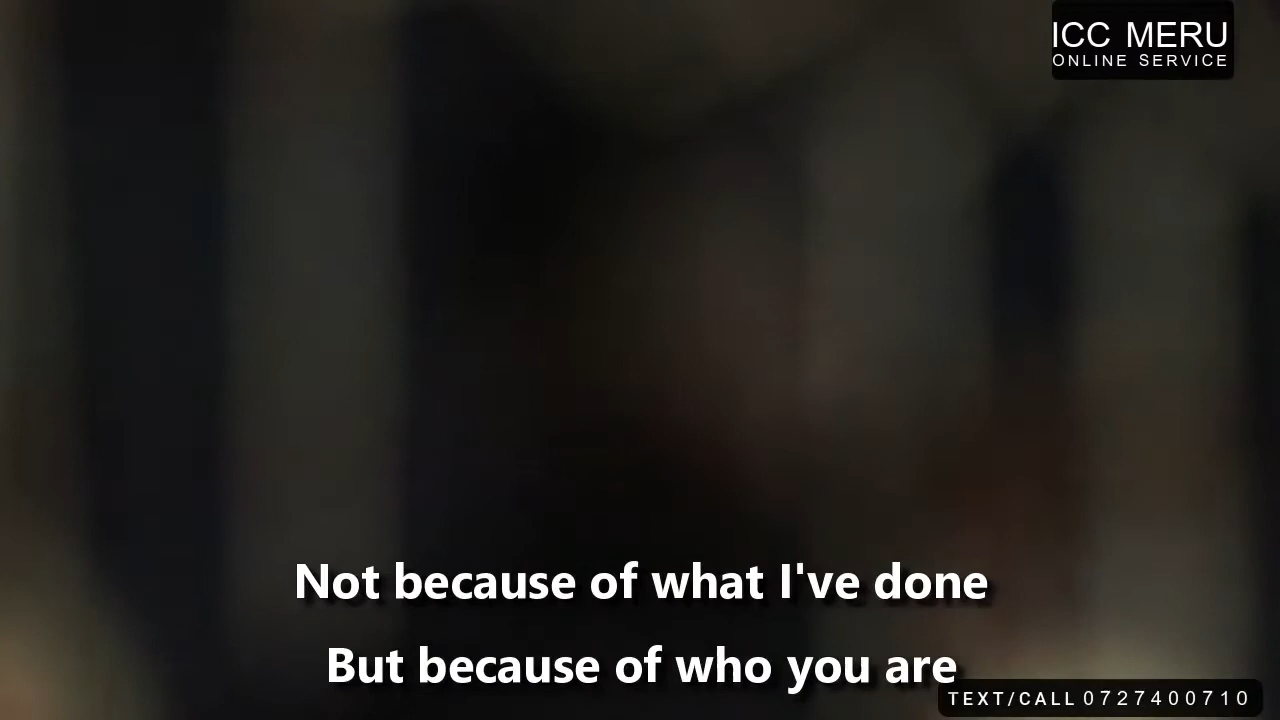 ICC MERU
ONLINE SERVICE
Not because of what I've done
But because of who you are
TEXT/CALL 0727400710